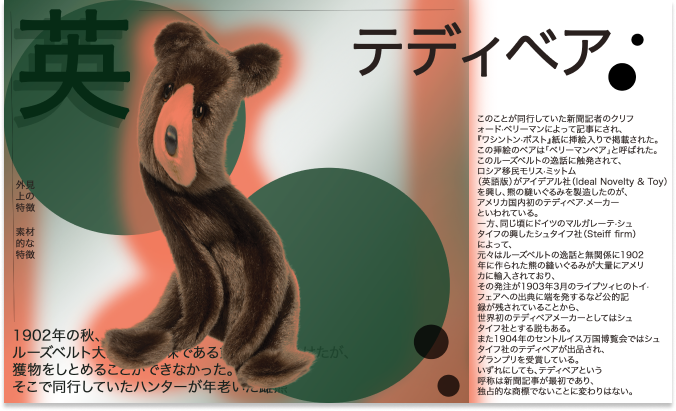 英
テディベア
外見
上の
特徴
素材
的な
特徴
1902年の秋、
ルーズベルト大 味である
獲物をしとめることができなかった。
そこで同行していたハンターが年老いた雌熊
このことが同行していた新聞記者のクリフ
ォード・ベリーマンによって記事にされ、
『ワシントン・ポスト』紙に挿絵入りで掲載された。
この挿絵のベアは「ベリーマンベア」と呼ばれた。
このルーズベルトの逸話に触発されて、
ロシア移民モリス・ミットム
（英語版）がアイデアル社（Ideal Novelty & Toy）
を興し、熊の縫いぐるみを製造したのが、
アメリカ国内初のテディベア・メーカー
といわれている。
一方、同じ頃にドイツのマルガレーテ・シュ
タイフの興したシュタイフ社（Steiff firm）
によって、
元々はルーズベルトの逸話と無関係に1902
年に作られた熊の縫いぐるみが大量にアメリ
カに輸入されており、
その発注が1903年3月のライプツィヒのトイ・
フェアへの出典に端を発するなど公的記
録が残されていることから、
世界初のテディベアメーカーとしてはシュ
タイフ社とする説もある。
また1904年のセントルイス万国博覧会ではシュ
タイフ社のテディベアが出品され、
グランプリを受賞している。
いずれにしても、テディベアという
呼称は新聞記事が最初であり、
独占的な商標でないことに変わりはない。